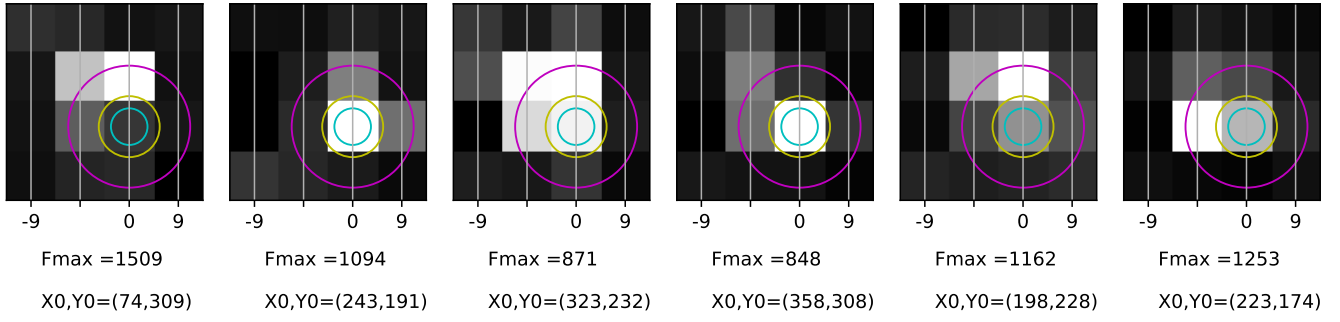 -9 0 9 -9 0 9 -9 0 9 -9 0 9 -9 0 9 -9 0 9
Fmax =1509 Fmax =1094 Fmax =871 Fmax =848 Fmax =1162 Fmax =1253
X0,Y0=(74,309) X0,Y0=(243,191) X0,Y0=(323,232) X0,Y0=(358,308) X0,Y0=(198,228) X0,Y0=(223,174)